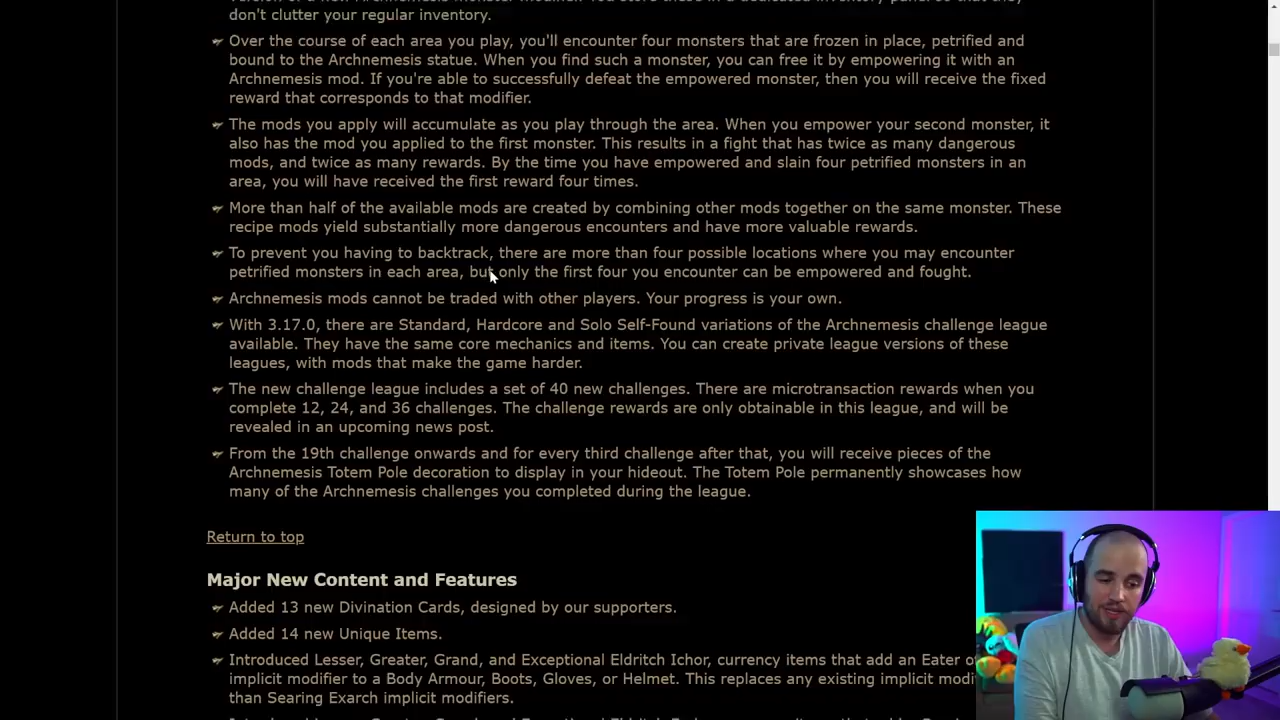 don't clutter your regular inventory.
Over the course of each area you play, you'll encounter four monsters that are frozen in place, petrified and
bound to the Archnemesis statue. When you find such a monster, you can free it by empowering it with an
Archnemesis mod. If you're able to successfully defeat the empowered monster, then you will receive the fixed
reward that corresponds to that modifier.
The mods you apply will accumulate as you play through the area. When you empower your second monster, it
also has the mod you applied to the first monster. This results in a fight that has twice as many dangerous
mods, and twice as many rewards. By the time you have empowered and slain four petrified monsters in an
area, you will have received the first reward four times.
More than half of the available mods are created by combining other mods together on the same monster. These
recipe mods yield substantially more dangerous encounters and have more valuable rewards.
To prevent you having to backtrack, there are more than four possible locations where you may encounter
petrified monsters in each area, but only the first four you encounter can be empowered and fought.
Archnemesis mods cannot be traded with other players. Your progress is your own.
With 3.17.0, there are Standard, Hardcore and Solo Self-Found variations of the Archnemesis challenge league
available. They have the same core mechanics and items. You can create private league versions of these
leagues, with mods that make the game harder.
The new challenge league includes a set of 40 new challenges. There are microtransaction rewards when you
complete 12, 24, and 36 challenges. The challenge rewards are only obtainable in this league, and will be
revealed in an upcoming news post.
From the 19th challenge onwards and for every third challenge after that, you will receive pieces of the
Archnemesis Totem Pole decoration to display in your hideout. The Totem Pole permanently showcases how
many of the Archnemesis challenges you completed during the league.
Return to top
Major New Content and Features
Added 13 new Divination Cards, designed by our supporters.
Added 14 new Unique Items.
Introduced Lesser, Greater, Grand, and Exceptional Eldritch Ichor, currency items that add an Eater
implicit modifier to a Body Armour, Boots, Gloves, or Helmet. This replaces any existing implicit
than Searing Exarch implicit modifiers.